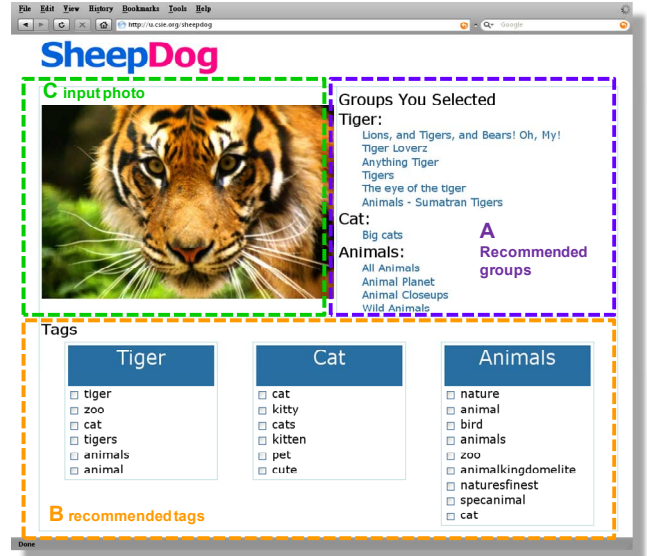 File Edit View History Bookmarks Tools Help
http://u.csie.org/sheepdog
Google
SheepDog
C input photo
Groups You Selected
Tiger:
Lions, and Tigers, and Bears! Oh, My!
Tiger Loverz
Anything Tiger
Tigers
The eye of the tiger
Animals - Sumatran Tigers
Cat:
Big cats
Animals:
All Animals
Animal Planet
Animal Closeups
Wild Animals
A
Recommended
groups
Tags
Tiger
tiger
zoo
cat
tigers
animals
animal
Cat
cat
kitty
cats
kitten
pet
cute
Animals
nature
animal
bird
animals
zoo
animalkingdomelite
naturesfinest
specanimal
cat
B recommended tags
Done